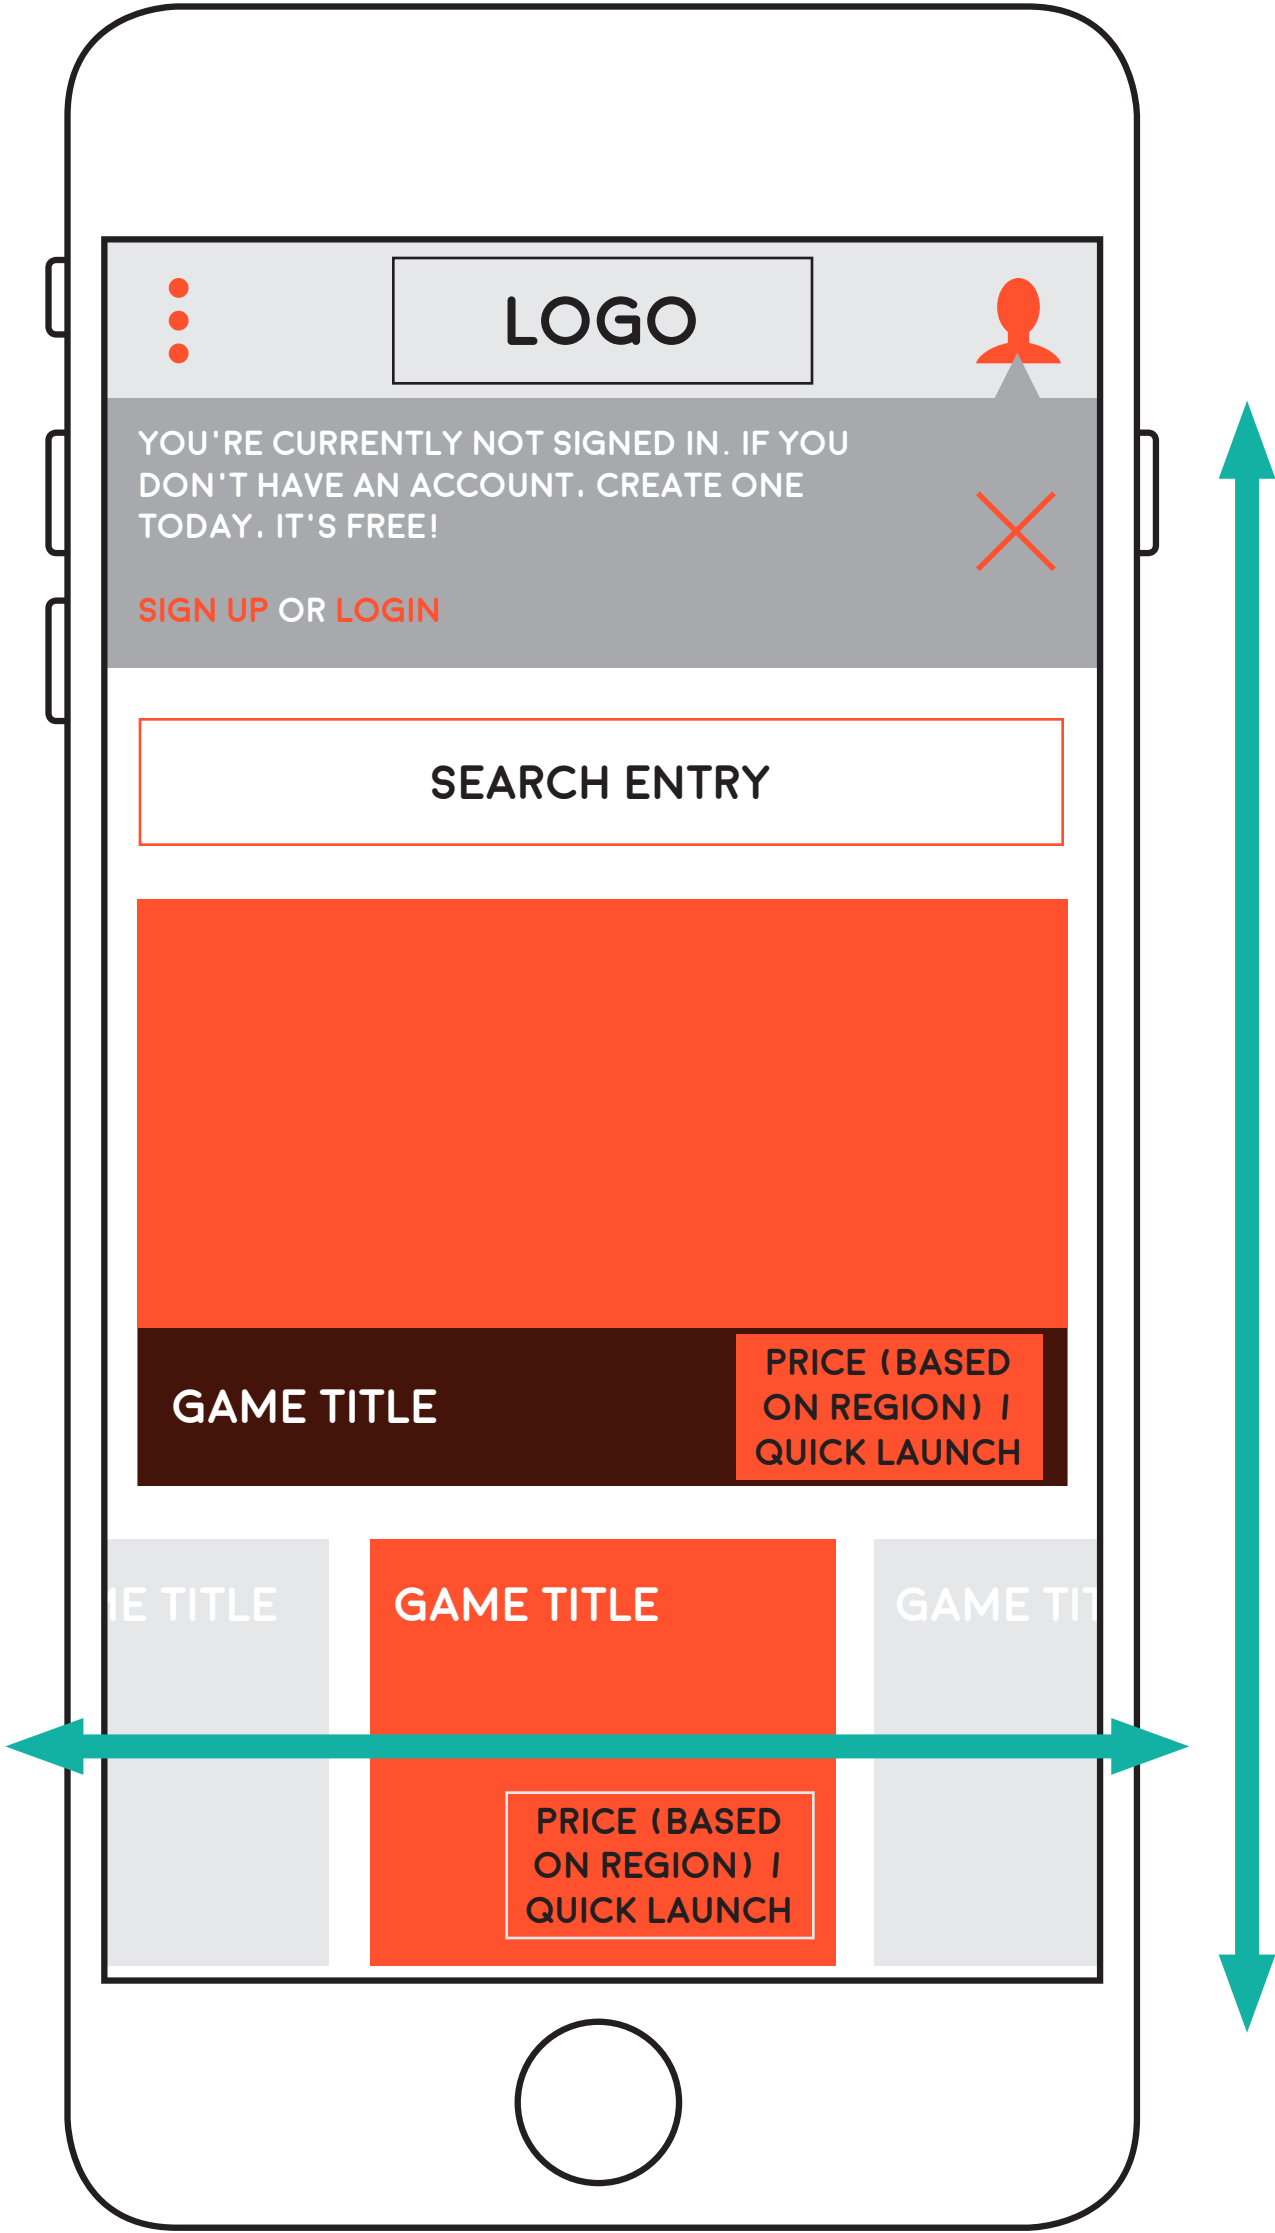 LOGO
YOU'RE CURRENTLY NOT SIGNED IN. IF YOU
DON'T HAVE AN ACCOUNT, CREATE ONE
TODAY, IT'S FREE!
SIGN UP OR LOGIN
SEARCH ENTRY
GAME TITLE
PRICE (BASED
ON REGION) /
QUICK LAUNCH
TITLE
GAME TITLE
GAME
PRICE (BASED
ON REGION) /
QUICK LAUNCH